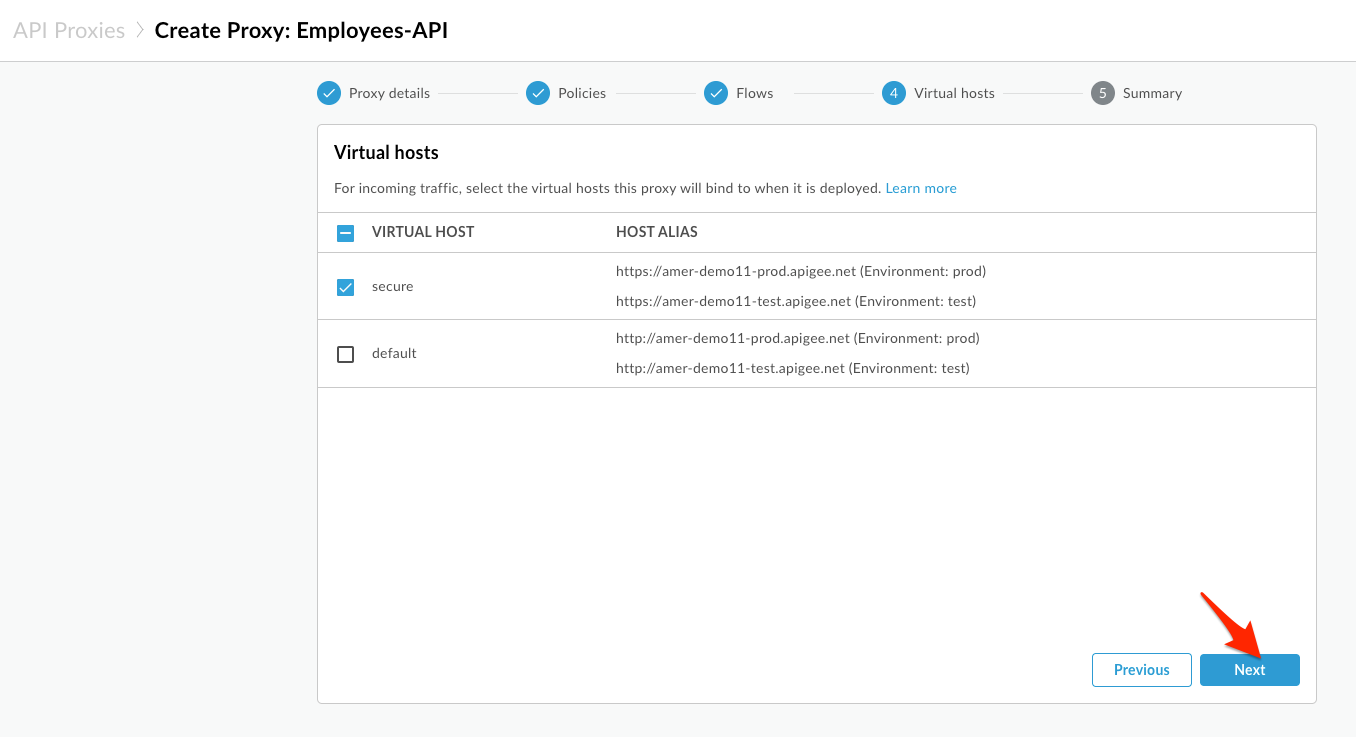 API Proxies > Create Proxy: Employees-API
Proxy details
Policies
Flows
4 Virtual hosts
5 Summary
Virtual hosts
For incoming traffic, select the virtual hosts this proxy will bind to when it is deployed. Learn more
VIRTUAL HOST HOST ALIAS
secure
https://amer-demo11-prod.apigee.net (Environment: prod)
https://amer-demo11-test.apigee.net (Environment: test)
default
http://amer-demo11-prod.apigee.net (Environment: prod)
http://amer-demo11-test.apigee.net (Environment: test)
Previous Next